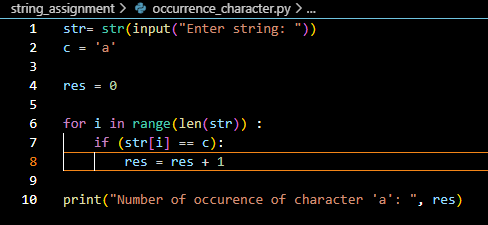 string_assignment > occurrence_character.py > ...
1 str= str(input("Enter string: "))
2 c = 'a'
3
4 res = 0
5
6 for i in range(len(str)) :
7     if (str[i] == c):
8         res = res + 1
9
10 print("Number of occurence of character 'a': ", res)